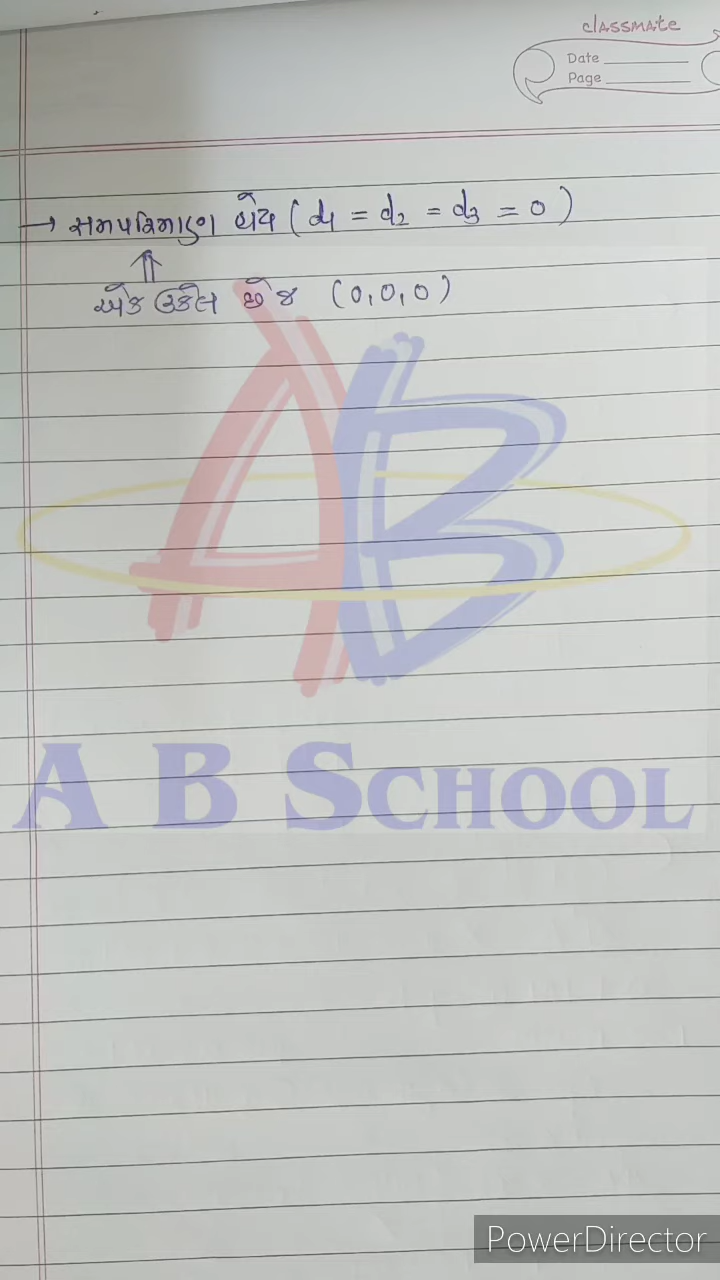 classmate
Date
Page
→ સમપરિમાણ હોય (d1 = d2 = d3 = 0)
⇑
એક ઉકેલ છે જ (0,0,0)
A B SCHOOL
PowerDirector